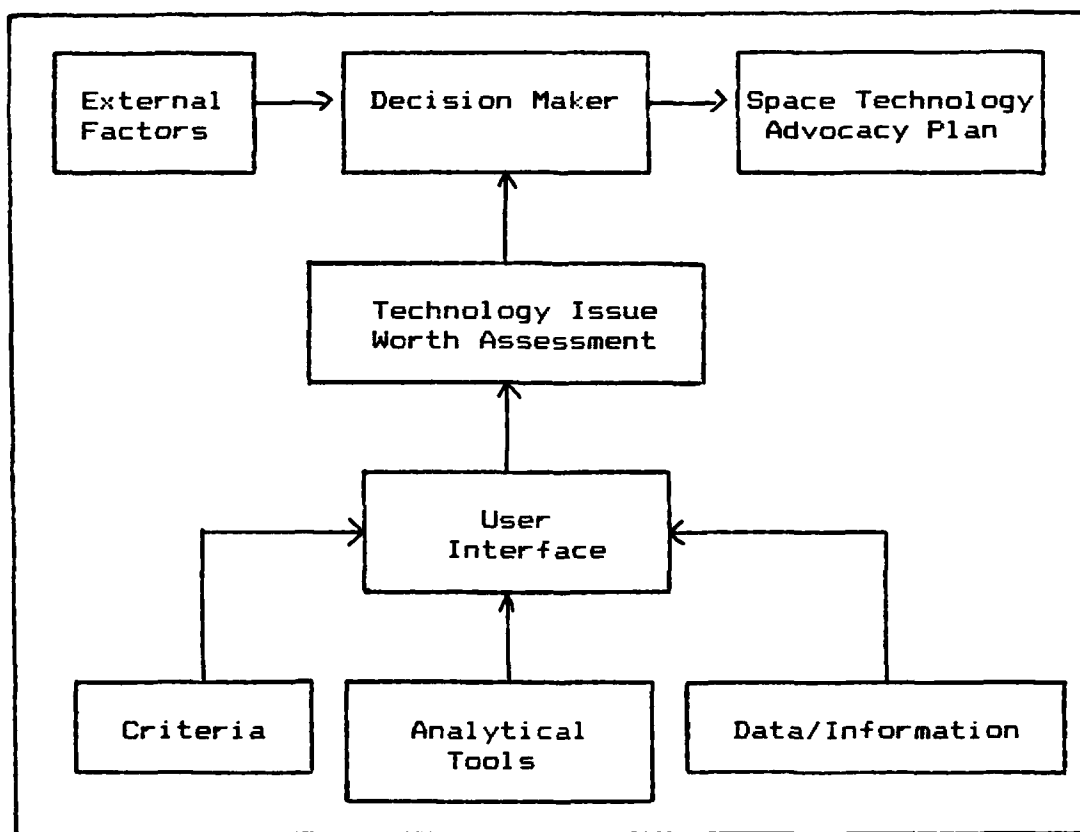 External
Factors
Decision Maker
Space Technology
Advocacy Plan
Technology Issue
Worth Assessment
User
Interface
Criteria
Analytical
Tools
Data/Information